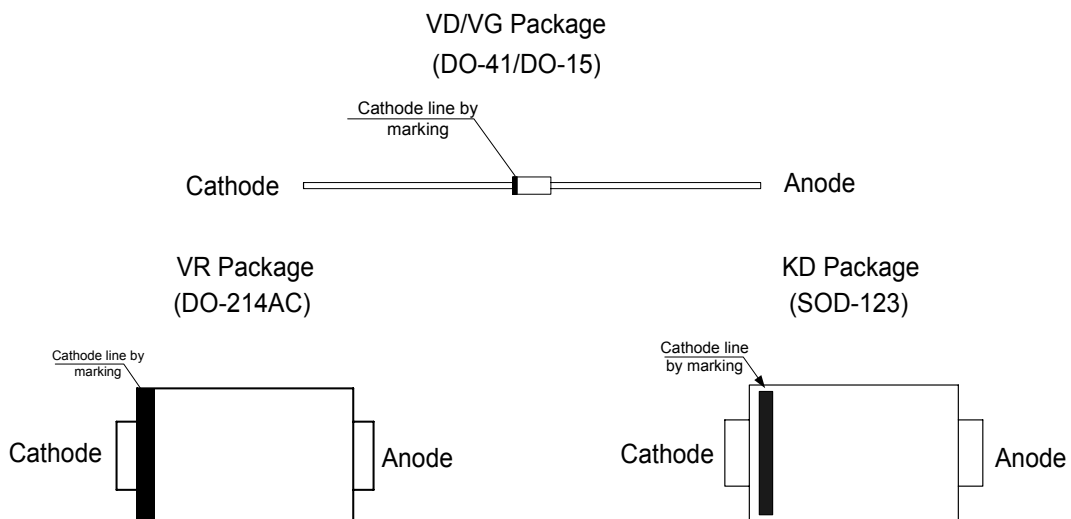 VD/VG Package
(DO-41/DO-15)
Cathode line by
marking
Cathode
Anode
VR Package
(DO-214AC)
Cathode line by
marking
Cathode
Anode
KD Package
(SOD-123)
Cathode line
by marking
Cathode
Anode